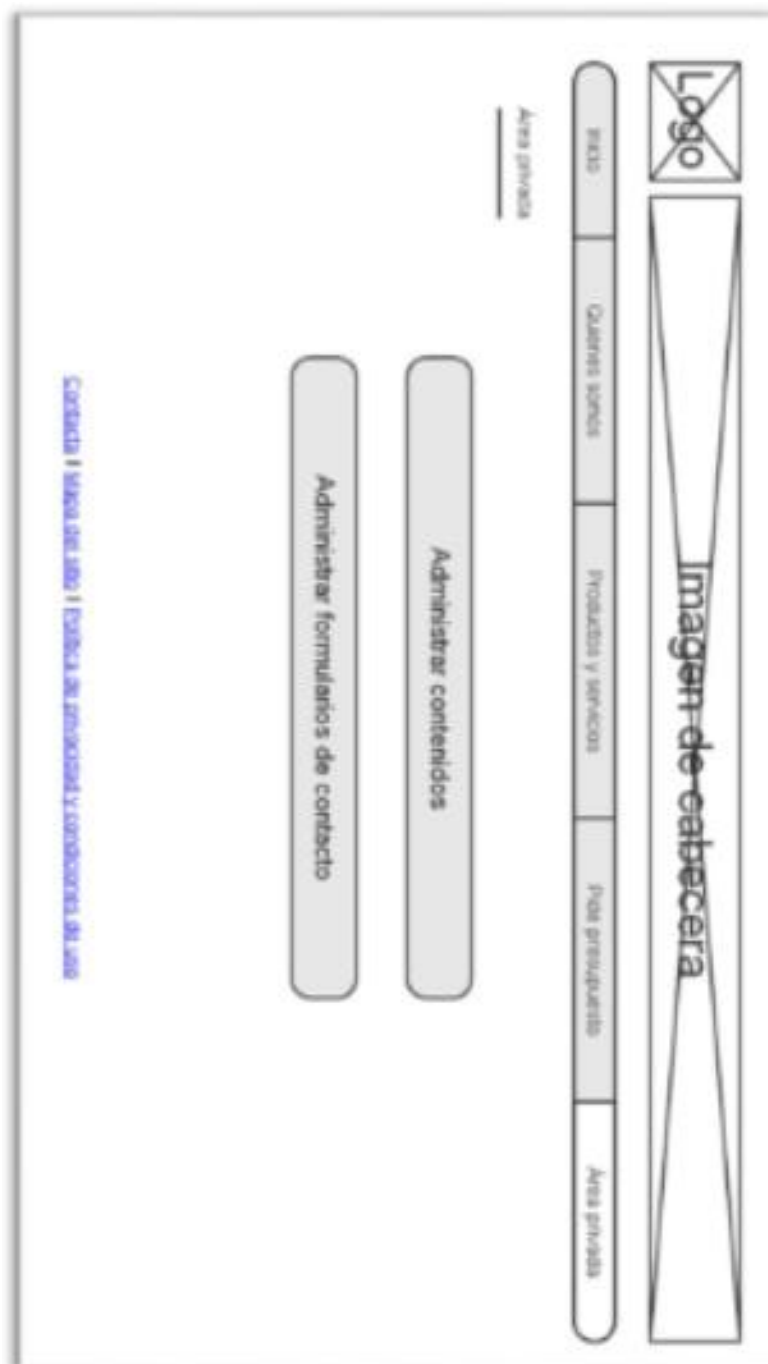 Logo
Imagen de cabecera
Inicio
Quienes somos
Productos y servicios
Pide presupuesto
Área privada
Área privada
Administrar contenidos
Administrar formularios de contacto
Contacta | Mapa del sitio | Política de privacidad y condiciones de uso